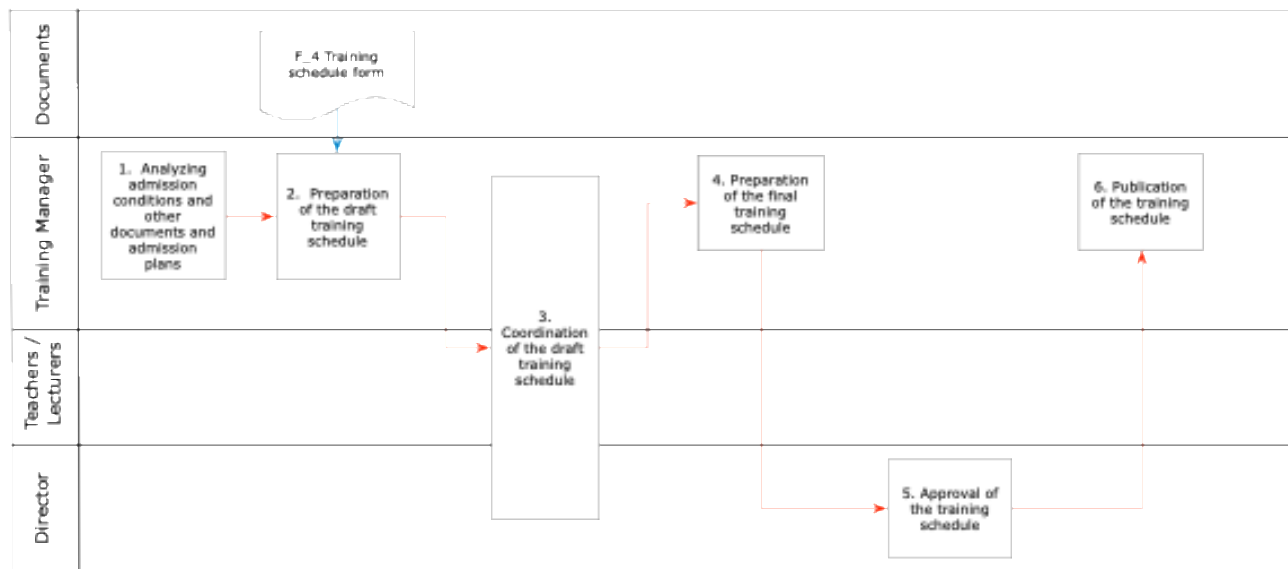 Documents
F_4 Training
schedule form
Training Manager
1. Analyzing
admission
conditions and
other
documents and
admission
plans
2. Preparation
of the draft
training
schedule
3.
Coordination
of the draft
training
schedule
4. Preparation
of the final
training
schedule
6. Publication
of the training
schedule
Teachers /
Lecturers
Director
5. Approval of
the training
schedule